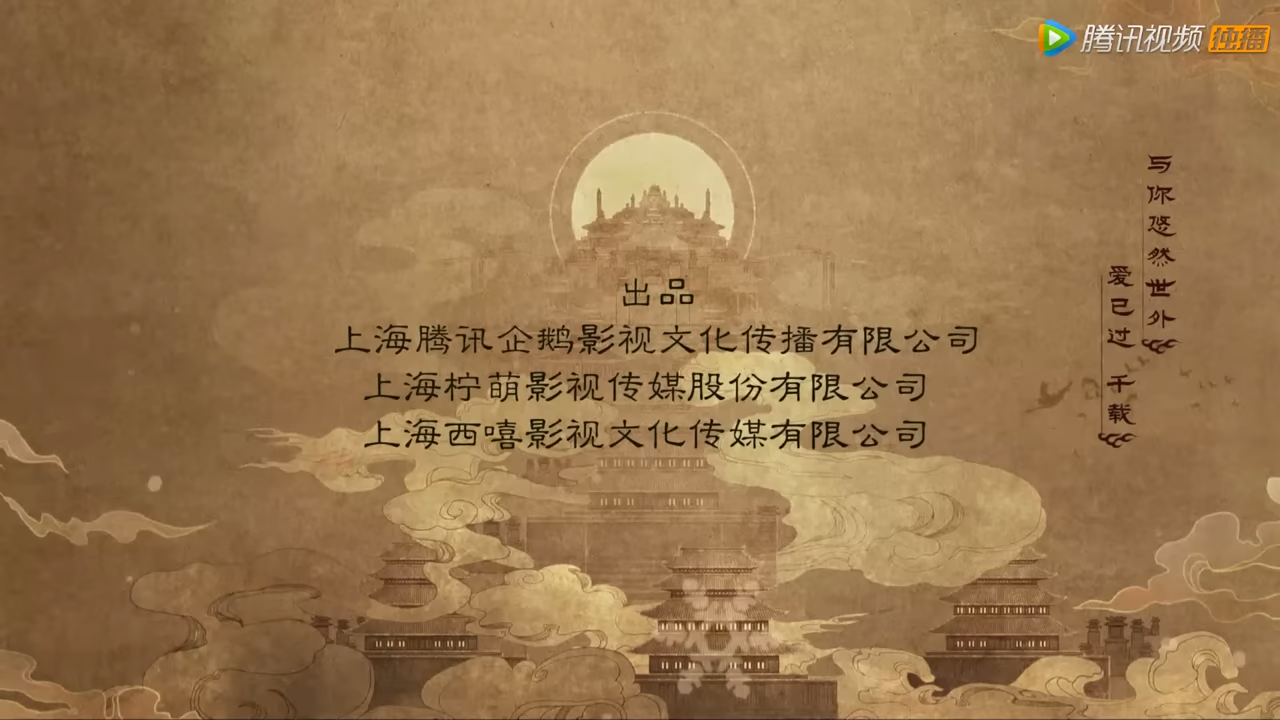 腾讯视频 独播
出品
上海腾讯企鹅影视文化传播有限公司
上海柠萌影视传媒股份有限公司
上海西嘻影视文化传媒有限公司
与你悠然世外
爱已过 千载